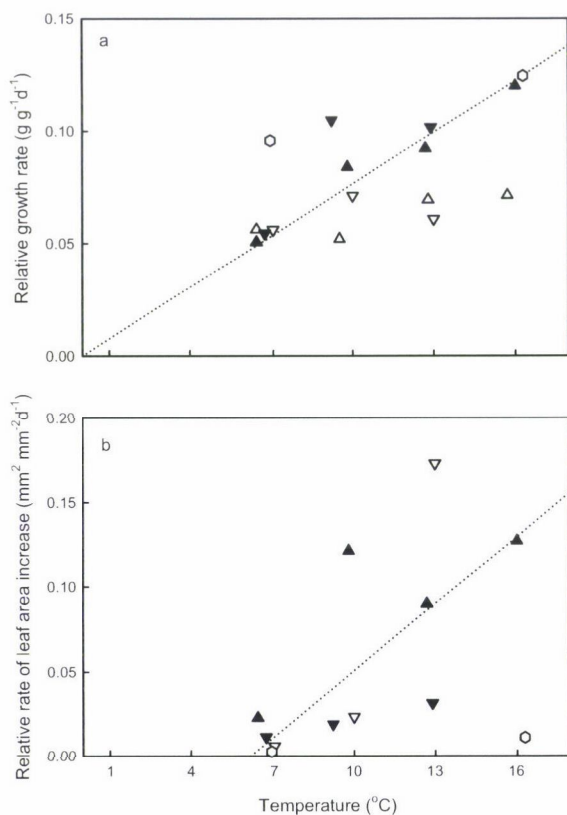 a
Relative growth rate (g g⁻¹d⁻¹)
0.15
0.10
0.05
0.00
b
Relative rate of leaf area increase (mm² mm⁻²d⁻¹)
0.20
0.15
0.10
0.05
0.00
1 4 7 10 13 16
Temperature (°C)